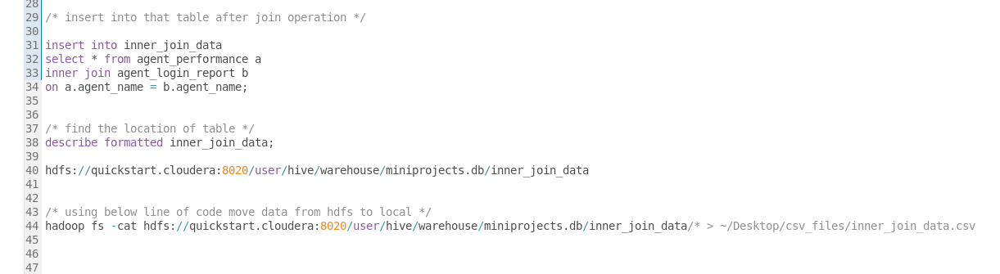 28
29 /* insert into that table after join operation */
30
31 insert into inner_join_data
32 select * from agent_performance a
33 inner join agent_login_report b
34 on a.agent_name = b.agent_name;
35
36
37 /* find the location of table */
38 describe formatted inner_join_data;
39
40 hdfs://quickstart.cloudera:8020/user/hive/warehouse/miniprojects.db/inner_join_data
41
42
43 /* using below line of code move data from hdfs to local */
44 hadoop fs -cat hdfs://quickstart.cloudera:8020/user/hive/warehouse/miniprojects.db/inner_join_data/* > ~/Desktop/csv_files/inner_join_data.csv
45
46
47